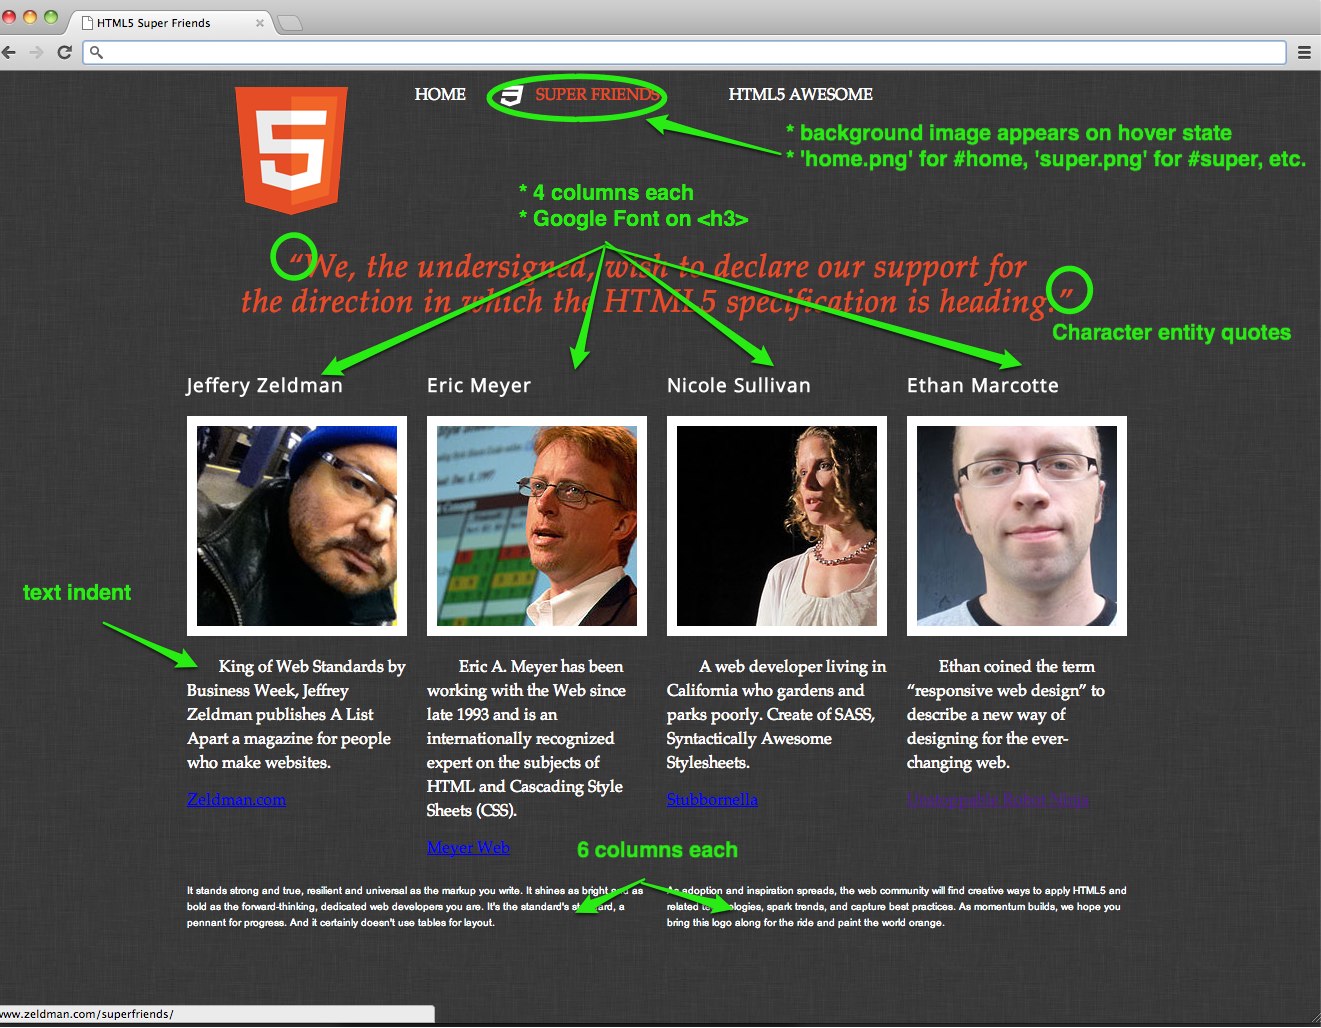 HTML5 Super Friends
HOME SUPER FRIENDS HTML5 AWESOME
* background image appears on hover state
* 'home.png' for #home, 'super.png' for #super, etc.
* 4 columns each
* Google Font on <h3>
“We, the undersigned, wish to declare our support for
the direction in which the HTML5 specification is heading.”
Character entity quotes
Jeffery Zeldman
Eric Meyer
Nicole Sullivan
Ethan Marcotte
text indent
King of Web Standards by
Business Week, Jeffrey
Zeldman publishes A List
Apart a magazine for people
who make websites.
Zeldman.com
Eric A. Meyer has been
working with the Web since
late 1993 and is an
internationally recognized
expert on the subjects of
HTML and Cascading Style
Sheets (CSS).
Meyer Web
A web developer living in
California who gardens and
parks poorly. Create of SASS,
Syntactically Awesome
Stylesheets.
Stubbornella
Ethan coined the term
“responsive web design” to
describe a new way of
designing for the ever-
changing web.
Unstoppable Robot Ninja
6 columns each
It stands strong and true, resilient and universal as the markup you write. It shines as bright and as
bold as the forward-thinking, dedicated web developers you are. It's the standard's standard, a
pennant for progress. And it certainly doesn't use tables for layout.
As adoption and inspiration spreads, the web community will find creative ways to apply HTML5 and
related technologies, spark trends, and capture best practices. As momentum builds, we hope you
bring this logo along for the ride and paint the world orange.
www.zeldman.com/superfriends/